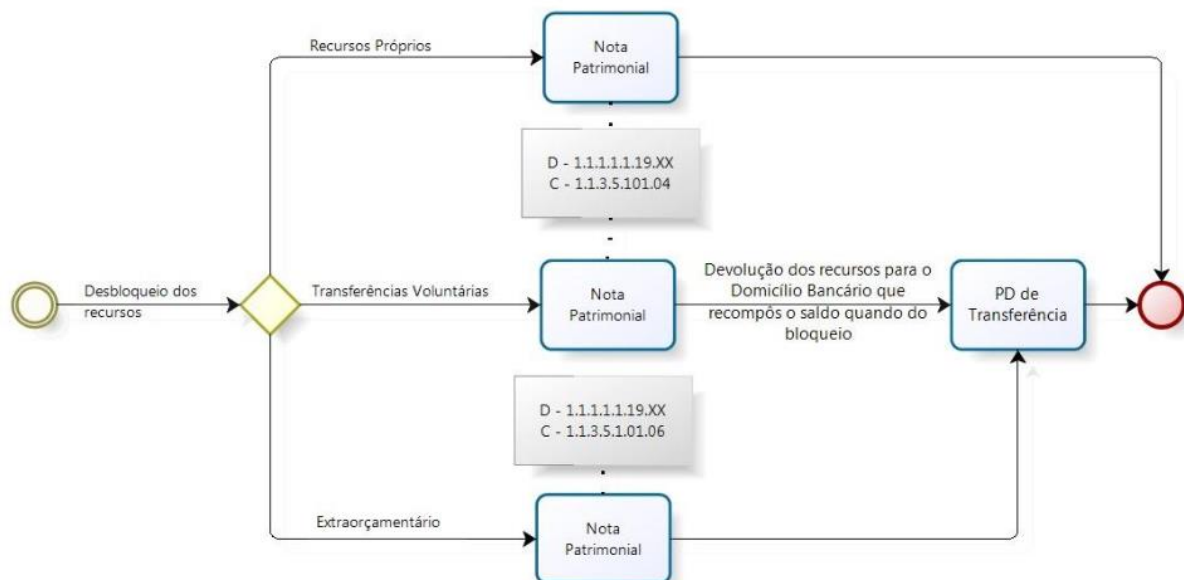 Recursos Próprios
Nota
Patrimonial
D - 1.1.1.1.1.19.XX
C - 1.1.3.5.101.04
Desbloqueio dos
recursos
Transferências Voluntárias
Nota
Patrimonial
Devolução dos recursos para o
Domicílio Bancário que
recompôs o saldo quando do
bloqueio
PD de
Transferência
D - 1.1.1.1.1.19.XX
C - 1.1.3.5.1.01.06
Extraorçamentário
Nota
Patrimonial